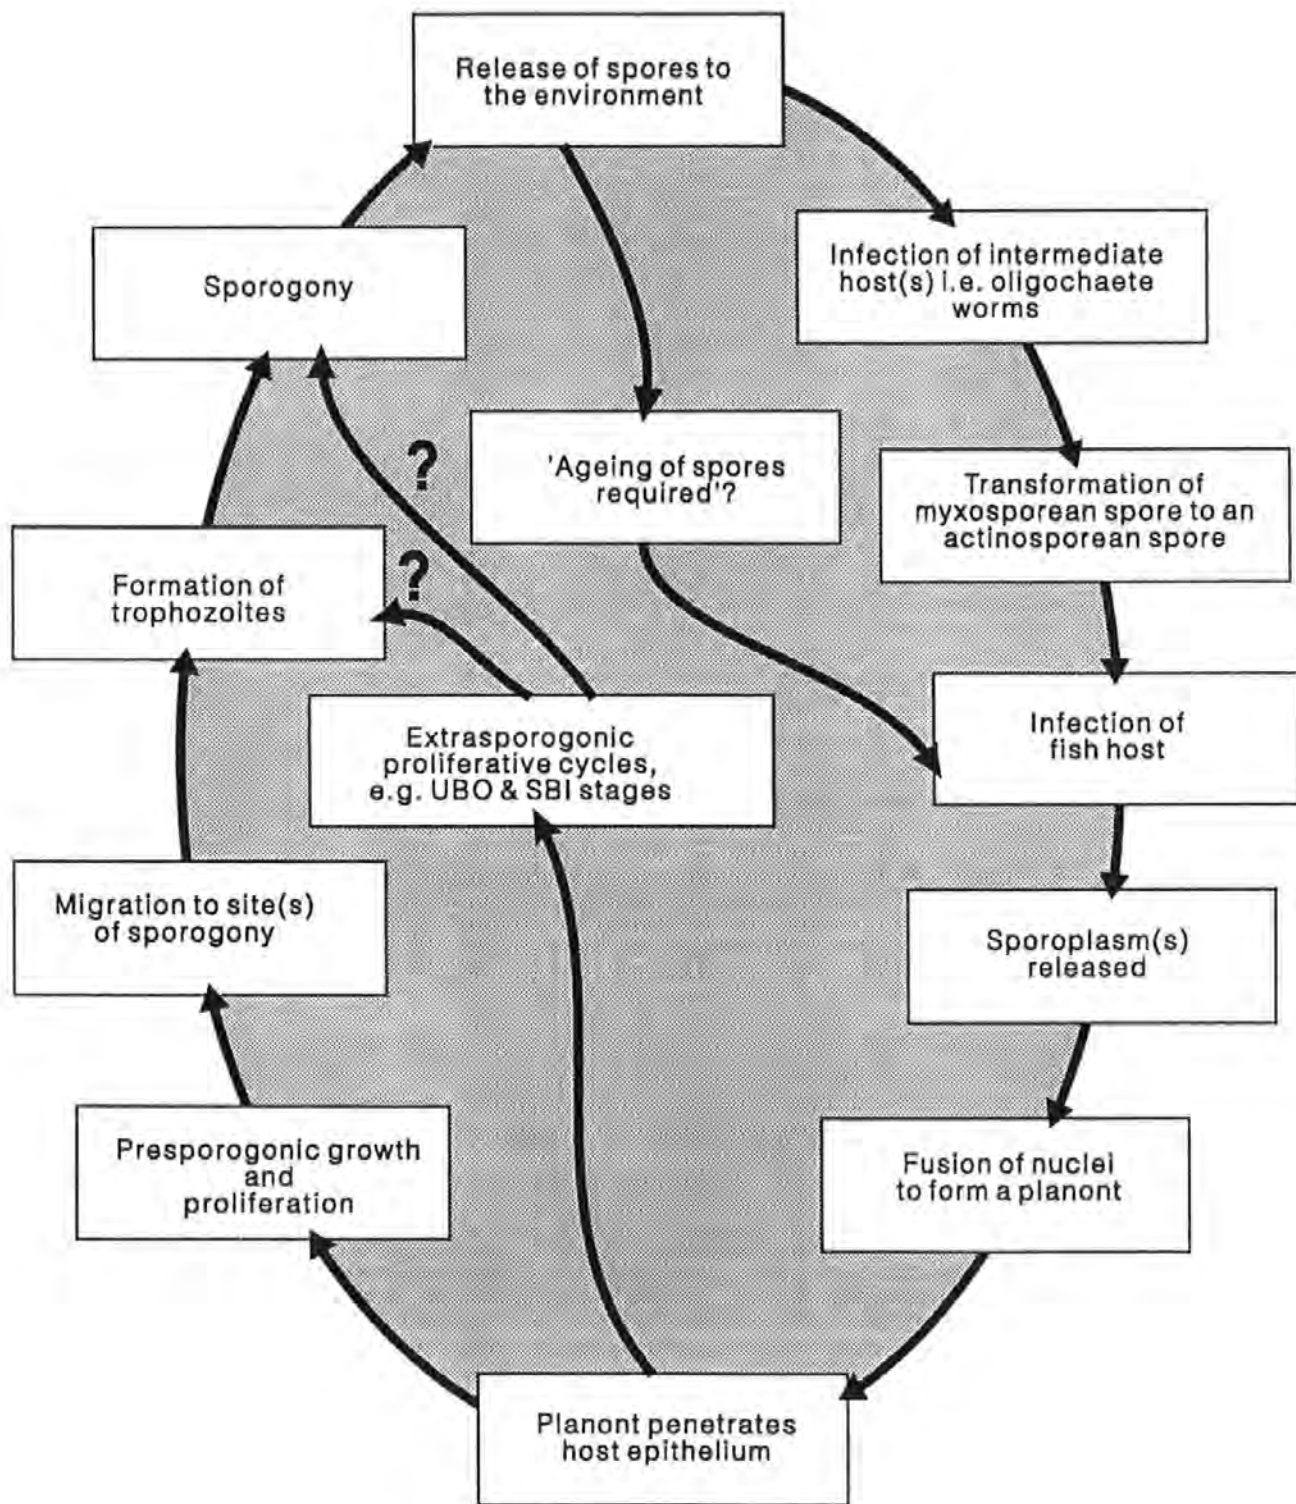 Release of spores to
the environment
Infection of intermediate
host(s) i.e. oligochaete
worms
Sporogony
'Ageing of spores
required'?
?
Transformation of
myxosporean spore to an
actinosporean spore
Formation of
trophozoites
?
Infection of
fish host
Extrasporogonic
proliferative cycles,
e.g. UBO & SBI stages
Migration to site(s)
of sporogony
Sporoplasm(s)
released
Presporogonic growth
and
proliferation
Fusion of nuclei
to form a planont
Planont penetrates
host epithelium